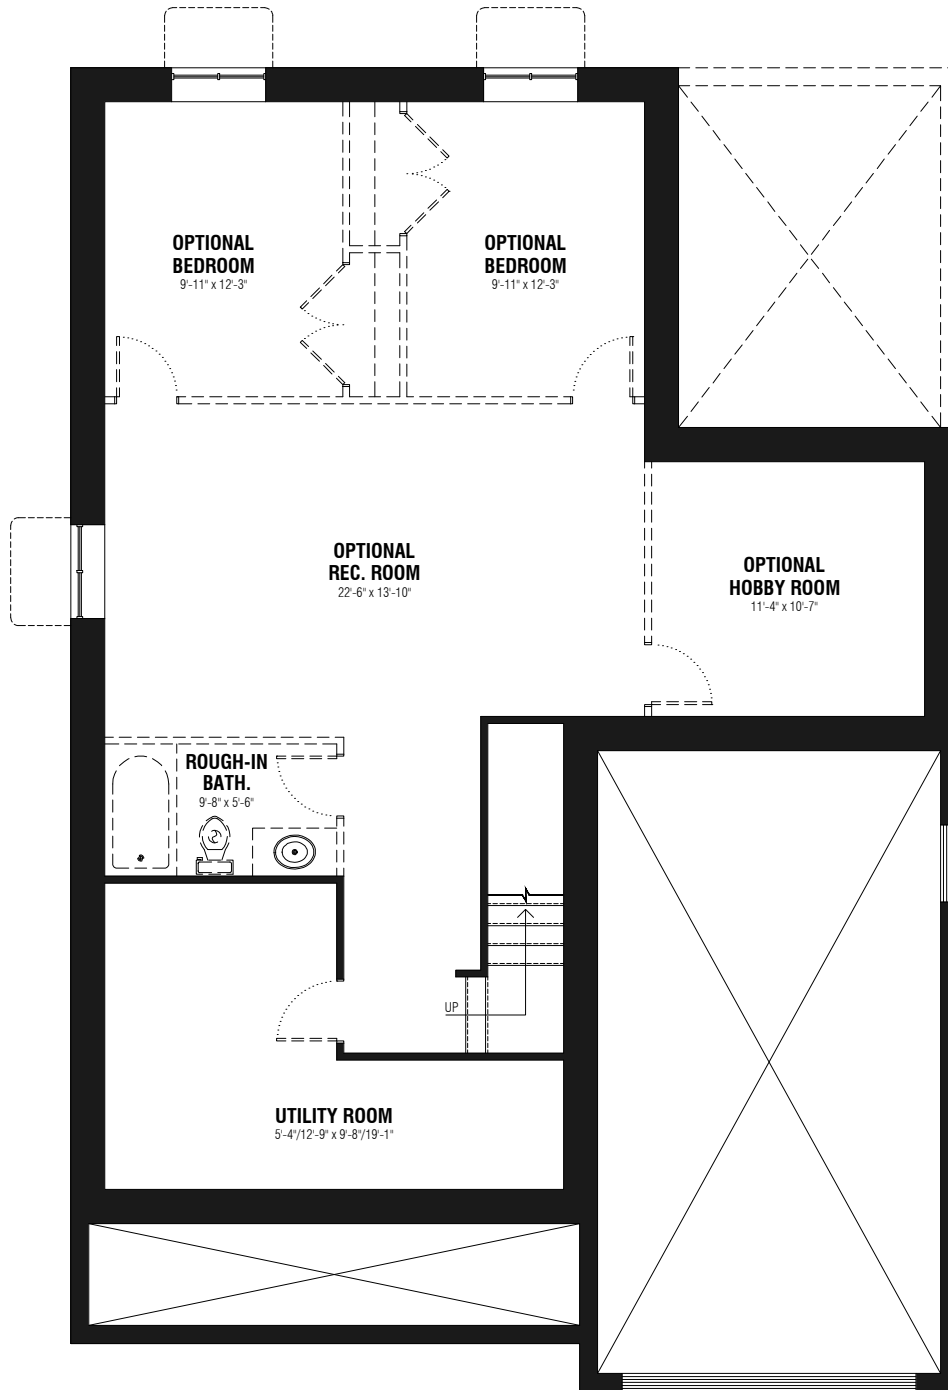 OPTIONAL
BEDROOM
9'-11" x 12'-3"
OPTIONAL
BEDROOM
9'-11" x 12'-3"
OPTIONAL
REC. ROOM
22'-6" x 13'-10"
OPTIONAL
HOBBY ROOM
11'-4" x 10'-7"
ROUGH-IN
BATH.
9'-8" x 5'-6"
UP
UTILITY ROOM
5'-4"/12'-9" x 9'-8"/19'-1"